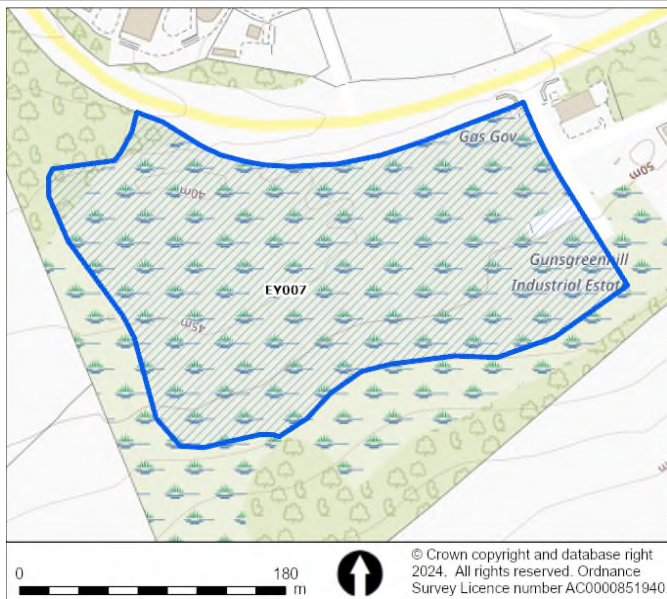 Gas Gov
40m
50m
Gunsgreenhill
Industrial Estate
EY007
45m
0
180
m
© Crown copyright and database right
2024. All rights reserved. Ordnance
Survey Licence number AC0000851940